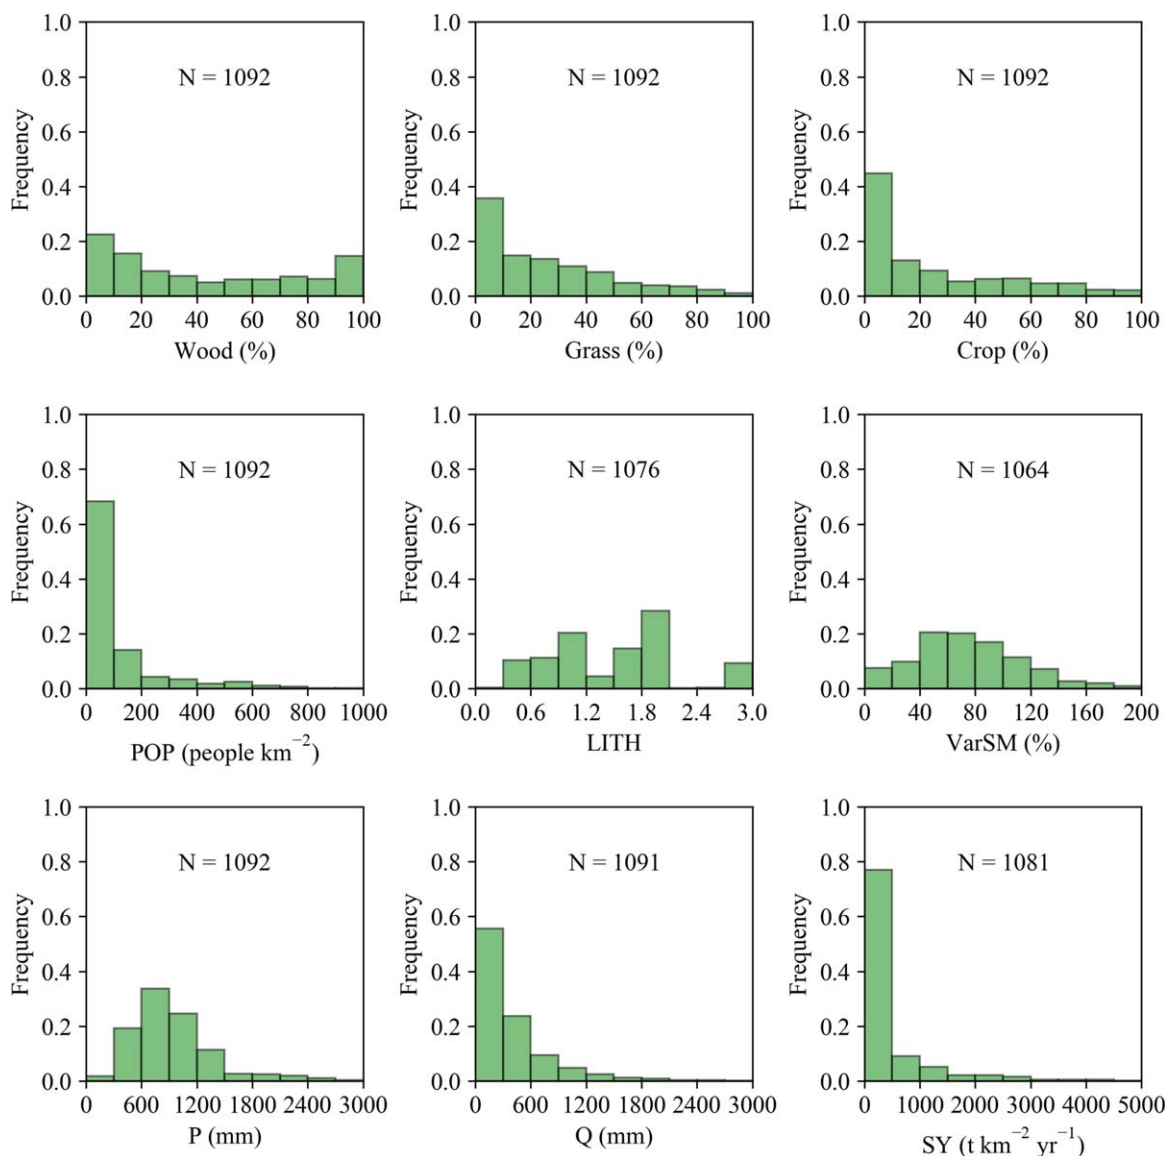 1.0
0.8
0.6
0.4
0.2
0.0
Frequency
N = 1092
0 20 40 60 80 100
Wood (%)
1.0
0.8
0.6
0.4
0.2
0.0
Frequency
N = 1092
0 20 40 60 80 100
Grass (%)
1.0
0.8
0.6
0.4
0.2
0.0
Frequency
N = 1092
0 20 40 60 80 100
Crop (%)
1.0
0.8
0.6
0.4
0.2
0.0
Frequency
N = 1092
0 200 400 600 800 1000
POP (people km⁻²)
1.0
0.8
0.6
0.4
0.2
0.0
Frequency
N = 1076
0.0 0.6 1.2 1.8 2.4 3.0
LITH
1.0
0.8
0.6
0.4
0.2
0.0
Frequency
N = 1064
0 40 80 120 160 200
VarSM (%)
1.0
0.8
0.6
0.4
0.2
0.0
Frequency
N = 1092
0 600 1200 1800 2400 3000
P (mm)
1.0
0.8
0.6
0.4
0.2
0.0
Frequency
N = 1091
0 600 1200 1800 2400 3000
Q (mm)
1.0
0.8
0.6
0.4
0.2
0.0
Frequency
N = 1081
0 1000 2000 3000 4000 5000
SY (t km⁻² yr⁻¹)